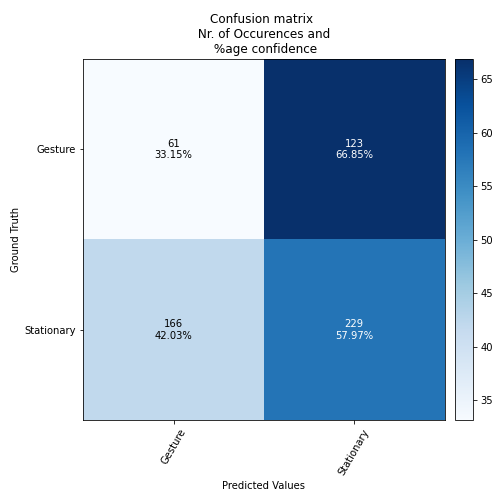 Confusion matrix
Nr. of Occurences and
%age confidence
Gesture
61
33.15%
123
66.85%
Stationary
166
42.03%
229
57.97%
Ground Truth
Gesture
Stationary
Predicted Values
65
60
55
50
45
40
35